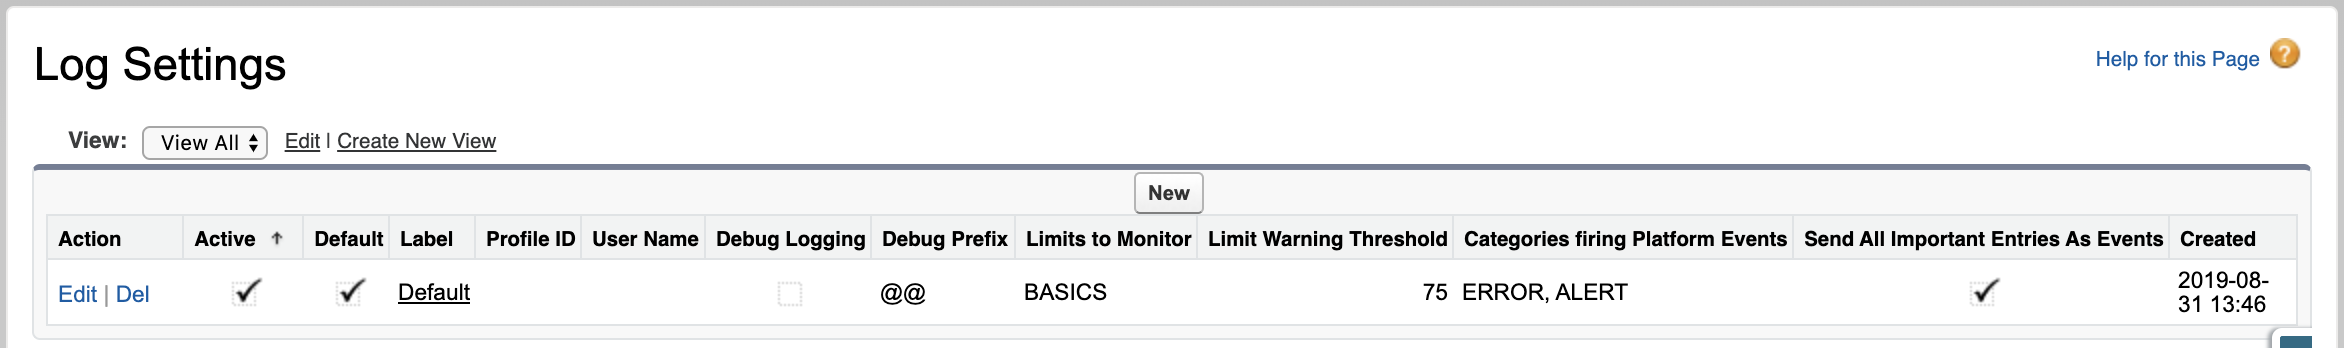 Log Settings
Help for this Page ?
View: View All Edit | Create New View
New
Action Active Default Label Profile ID User Name Debug Logging Debug Prefix Limits to Monitor Limit Warning Threshold Categories firing Platform Events Send All Important Entries As Events Created
Edit | Del Default @@ BASICS 75 ERROR, ALERT 2019-08-
31 13:46